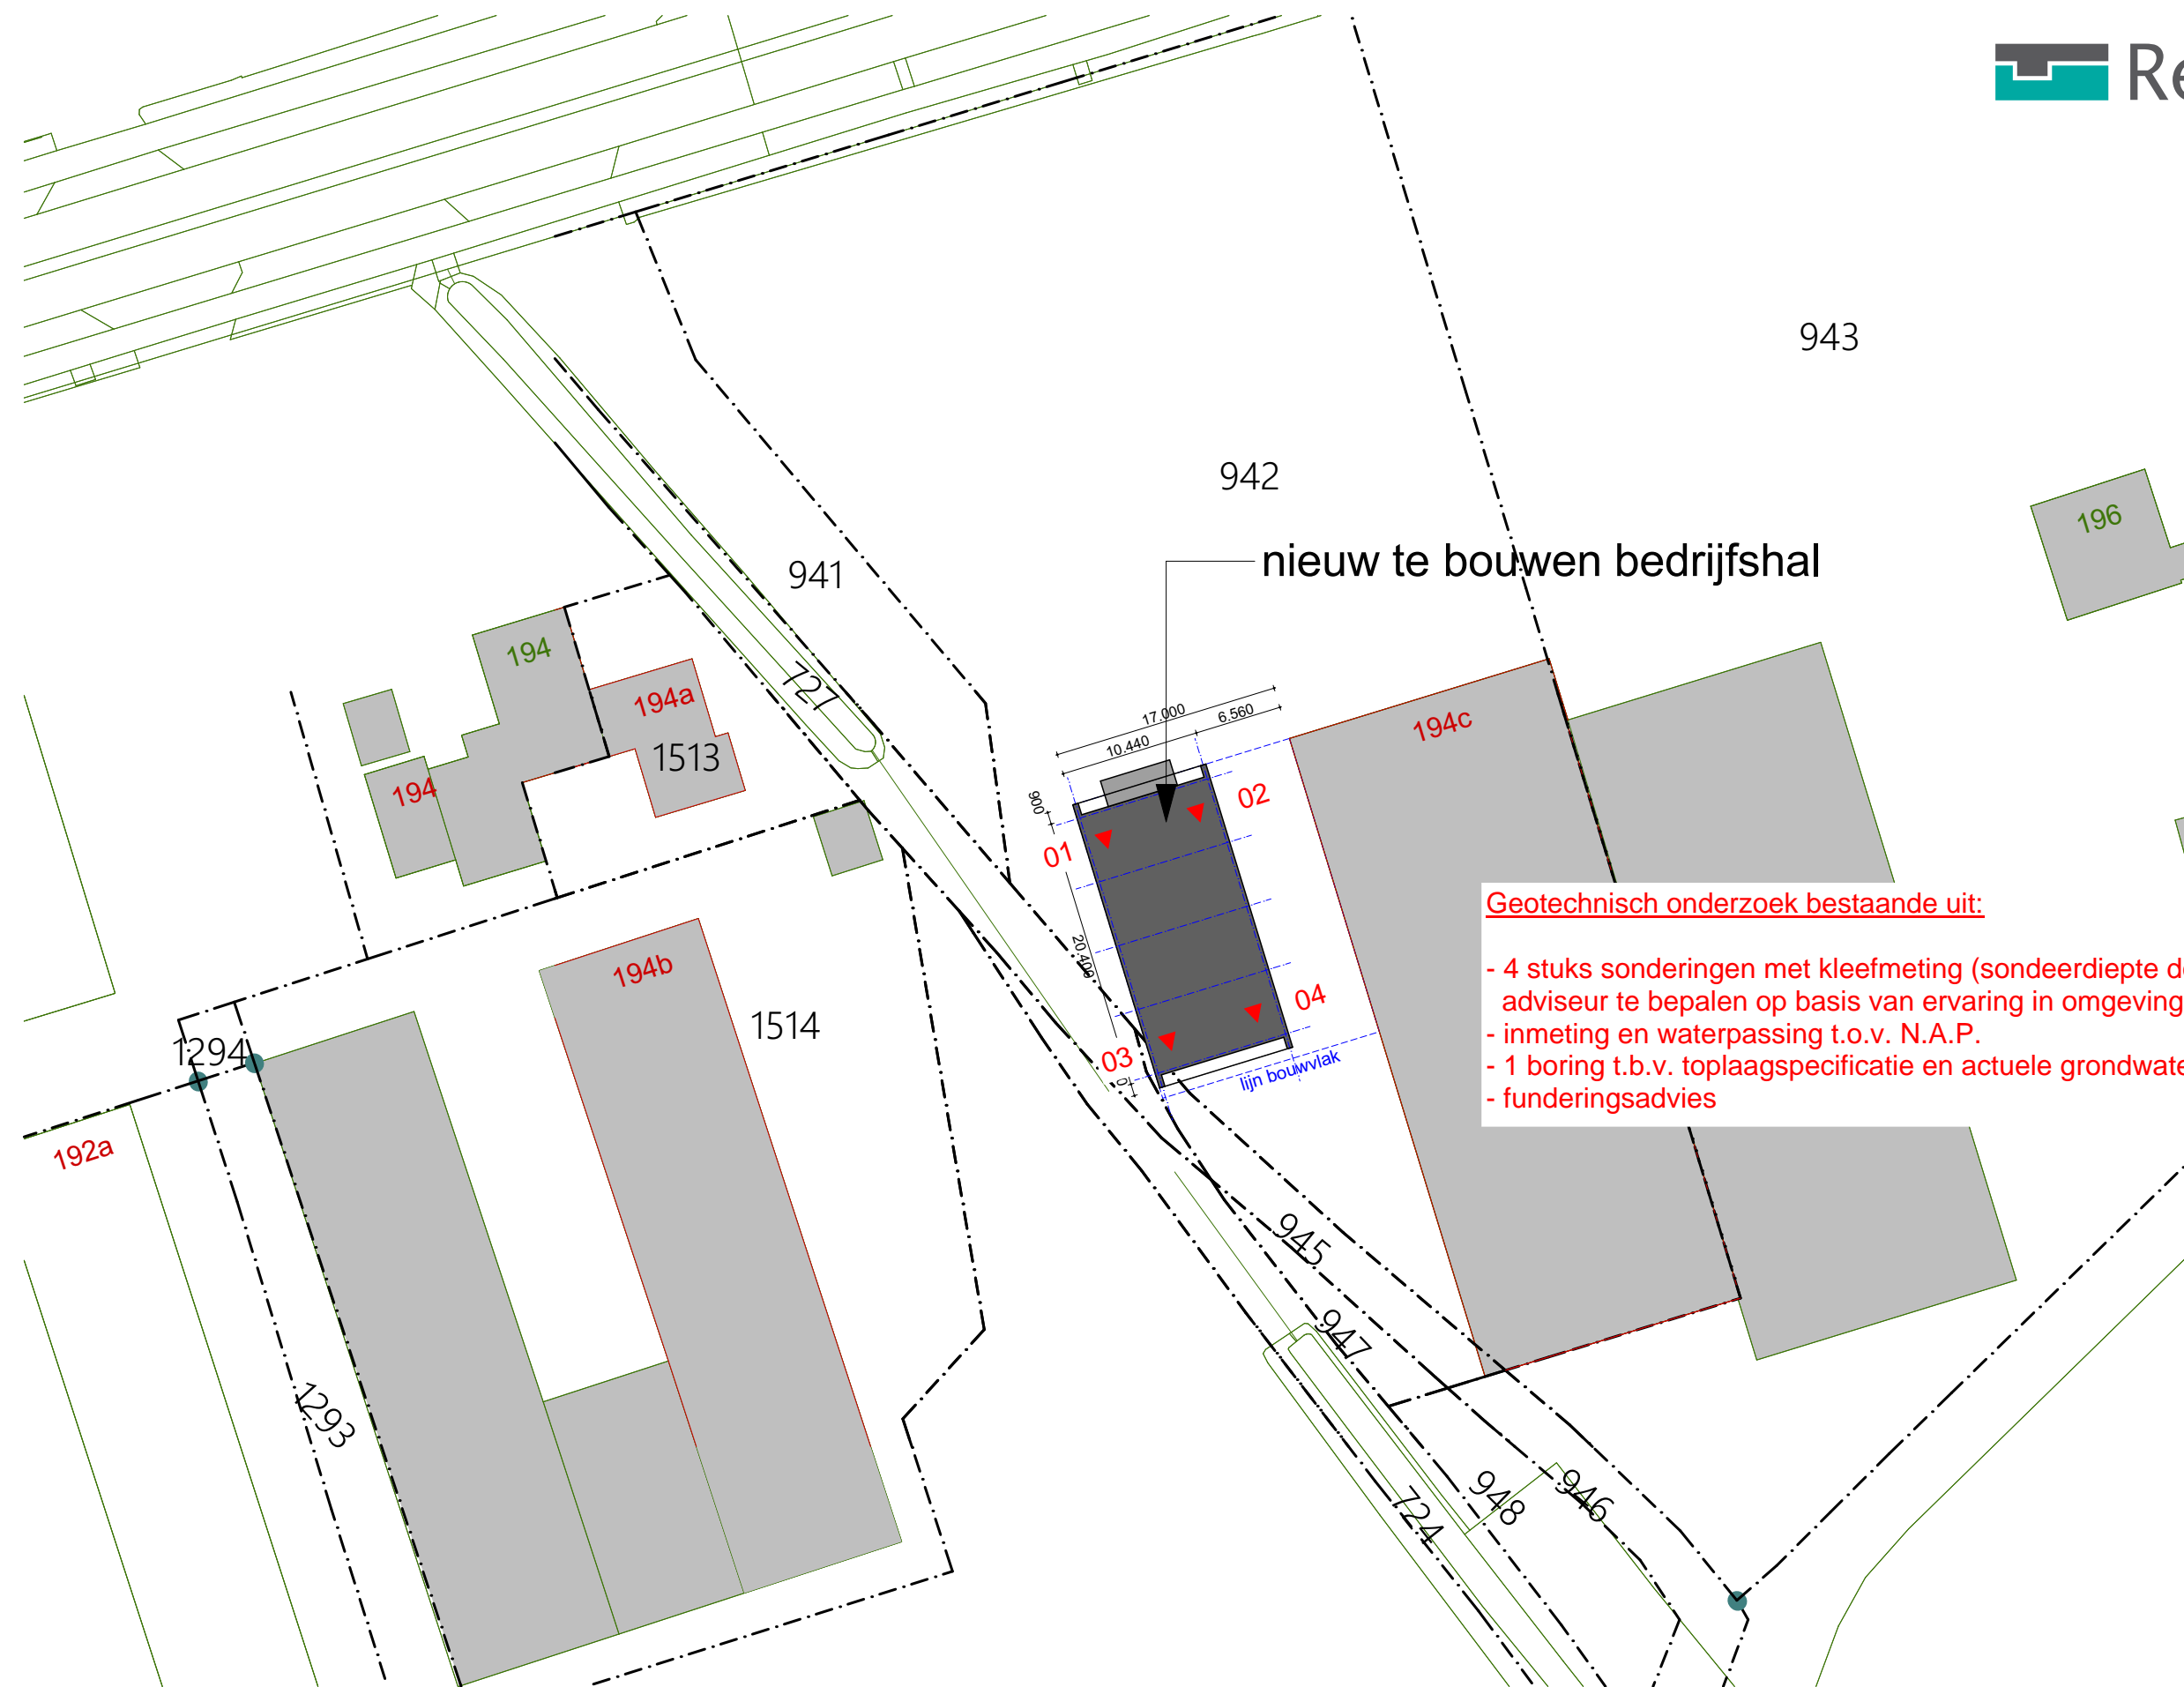 Re
943
942
196
nieuw te bouwen bedrijfshal
941
194
194a
727
1513
194
17.000
6.560
10.440
194c
900
01
02
20.400
194b
1514
03
04
lijn bouwvlak
Geotechnisch onderzoek bestaande uit:
- 4 stuks sonderingen met kleefmeting (sondeerdiepte d
adviseur te bepalen op basis van ervaring in omgeving
- inmeting en waterpassing t.o.v. N.A.P.
- 1 boring t.b.v. toplaagspecificatie en actuele grondwate
- funderingsadvies
1294
192a
945
947
1293
948
946
724